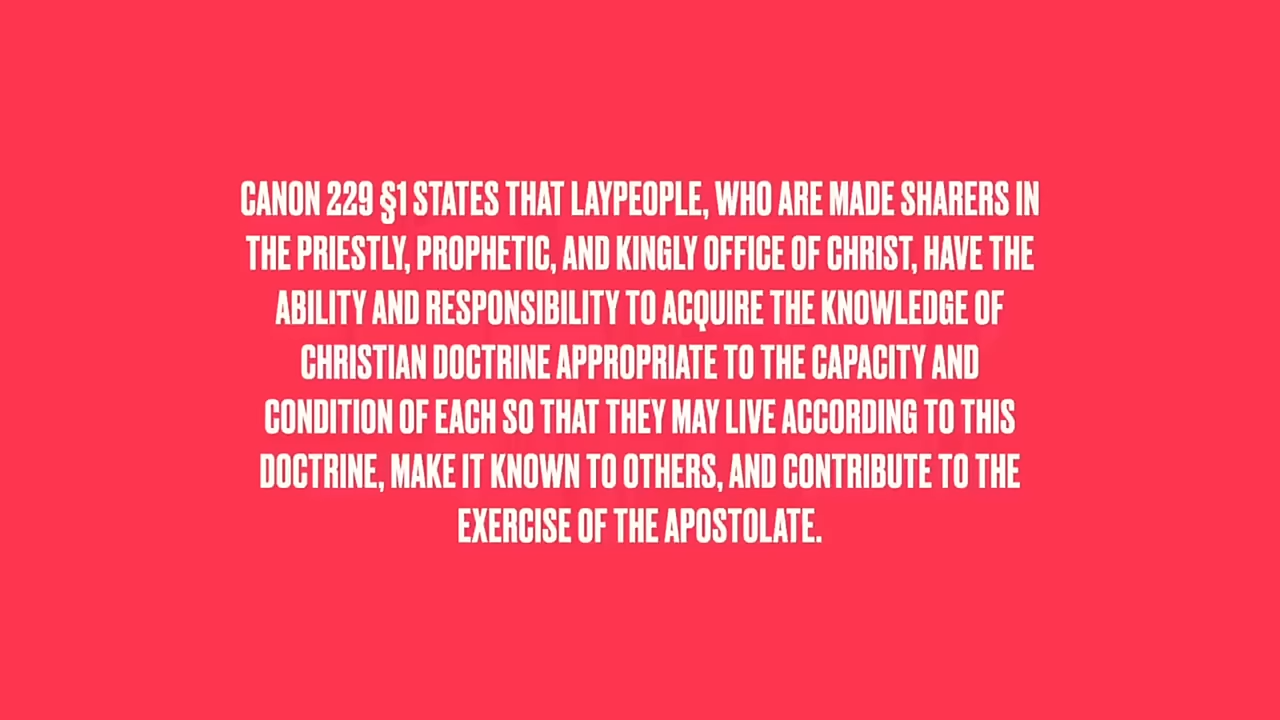 CANON 229 §1 STATES THAT LAYPEOPLE, WHO ARE MADE SHARERS IN
THE PRIESTLY, PROPHETIC, AND KINGLY OFFICE OF CHRIST, HAVE THE
ABILITY AND RESPONSIBILITY TO ACQUIRE THE KNOWLEDGE OF
CHRISTIAN DOCTRINE APPROPRIATE TO THE CAPACITY AND
CONDITION OF EACH SO THAT THEY MAY LIVE ACCORDING TO THIS
DOCTRINE, MAKE IT KNOWN TO OTHERS, AND CONTRIBUTE TO THE
EXERCISE OF THE APOSTOLATE.